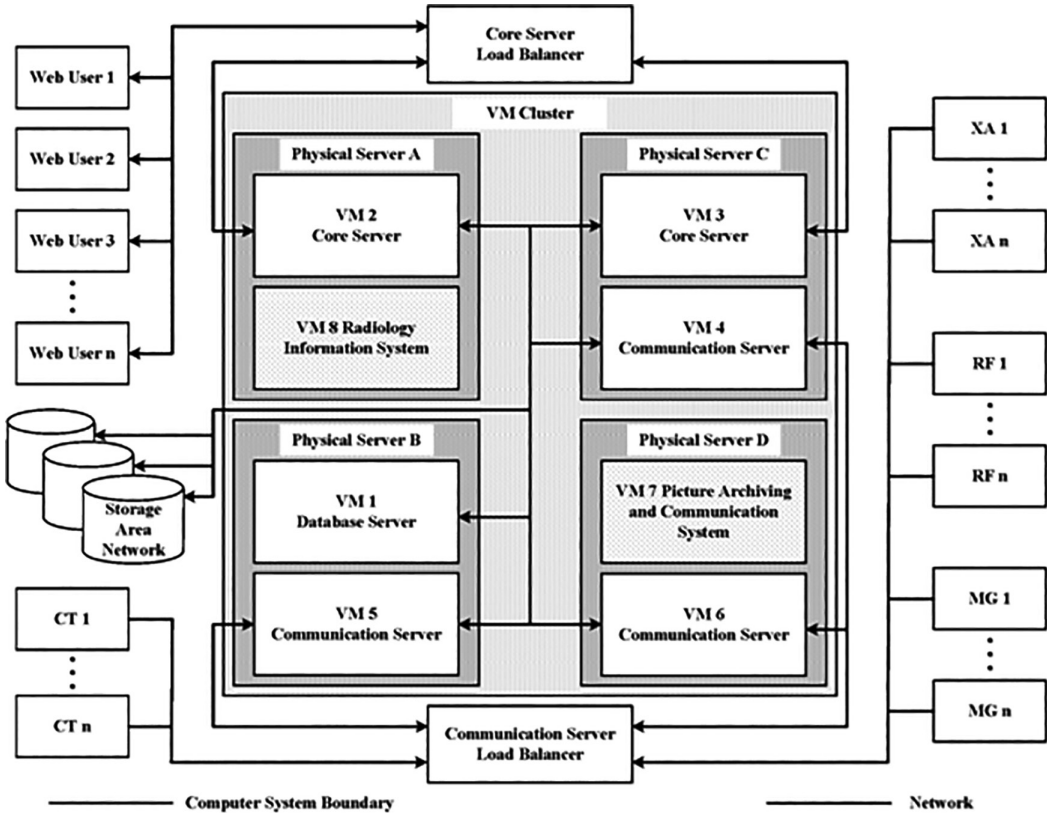 Core Server
Load Balancer
Web User 1
Web User 2
Web User 3
Web User n
VM Cluster
Physical Server A
VM 2
Core Server
VM 8 Radiology
Information System
Physical Server C
VM 3
Core Server
VM 4
Communication Server
XA 1
XA n
RF 1
RF n
Storage
Area
Network
Physical Server B
VM 1
Database Server
VM 5
Communication Server
Physical Server D
VM 7 Picture Archiving
and Communication
System
VM 6
Communication Server
CT 1
CT n
MG 1
MG n
Communication Server
Load Balancer
Computer System Boundary
Network